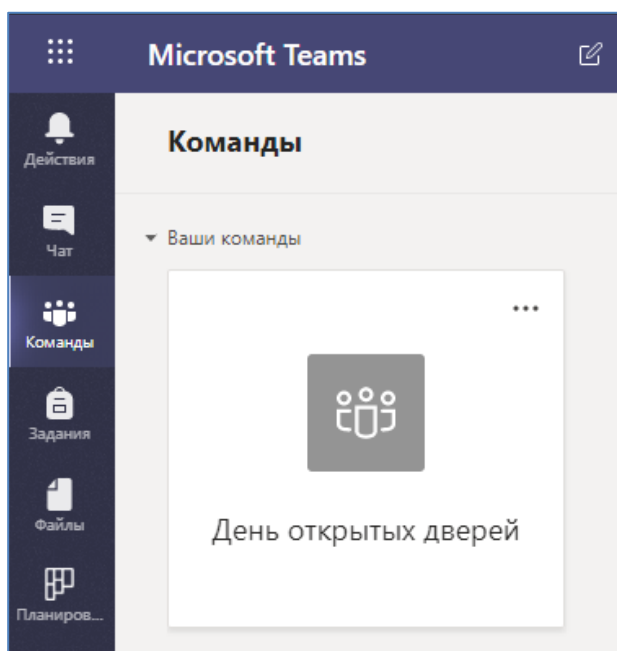 Microsoft Teams
Действия
Чат
Команды
Задания
Файлы
Планиров...
Команды
Ваши команды
День открытых дверей